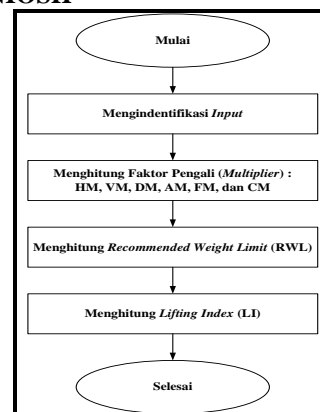 Mulai
Mengindentifikasi Input
Menghitung Faktor Pengali (Multiplier) :
HM, VM, DM, AM, FM, dan CM
Menghitung Recommended Weight Limit (RWL)
Menghitung Lifting Index (LI)
Selesai